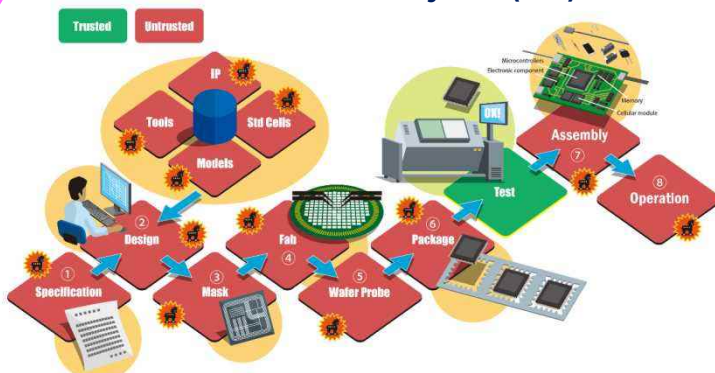 Trusted
Untrusted
IP
Tools
Std Cells
Models
Microcontrollers
Electronic component
Memory
Cellular module
OK!
Assembly
⑦
Test
⑧
Operation
②
Design
Fab
④
⑥
Package
①
Specification
③
Mask
⑤
Wafer Probe